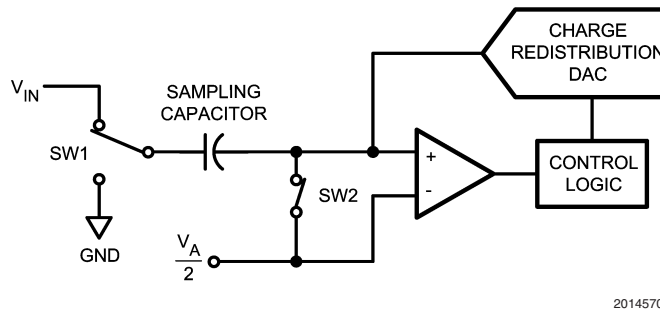 CHARGE
REDISTRIBUTION
DAC
V_IN
SAMPLING
CAPACITOR
SW1
+
-
CONTROL
LOGIC
SW2
GND
V_A
2
2014570